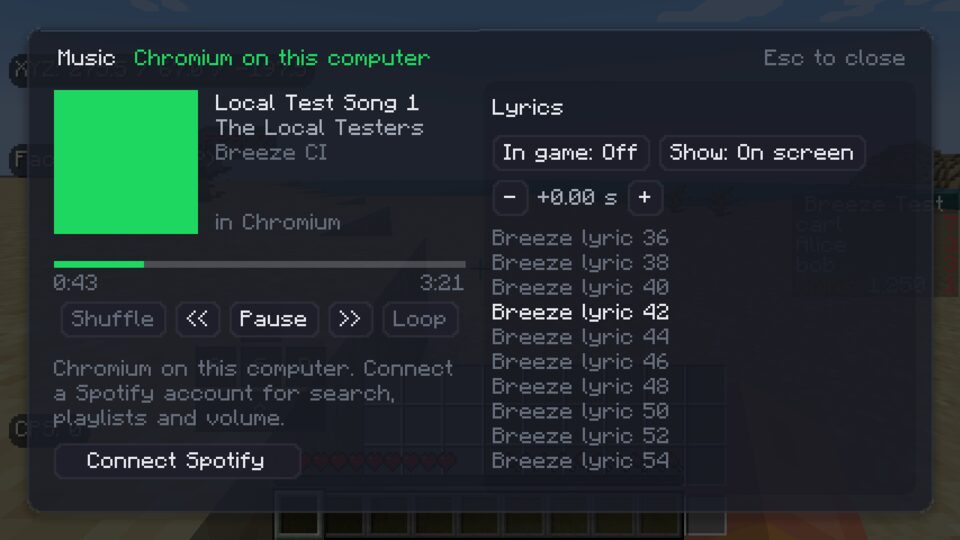 Music Chromium on this computer
Esc to close
Local Test Song 1
The Local Testers
Breeze CI
in Chromium
0:43
3:21
Shuffle
<<
Pause
>>
Loop
Chromium on this computer. Connect
a Spotify account for search,
playlists and volume.
Connect Spotify
Lyrics
In game: Off
Show: On screen
- +0.00 s +
Breeze lyric 36
Breeze lyric 38
Breeze lyric 40
Breeze lyric 42
Breeze lyric 44
Breeze lyric 46
Breeze lyric 48
Breeze lyric 50
Breeze lyric 52
Breeze lyric 54
Breeze Test
carl
Alice
bob
1,250